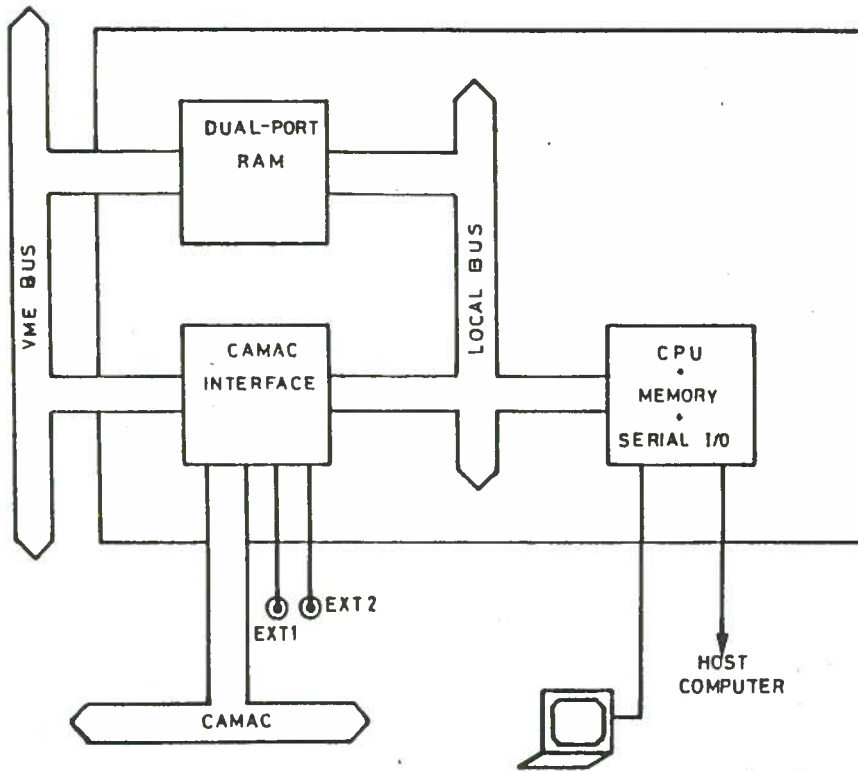 DUAL-PORT
RAM
VME BUS
LOCAL BUS
CAMAC
INTERFACE
CPU
+
MEMORY
+
SERIAL I/O
EXT1
EXT2
HOST
COMPUTER
CAMAC